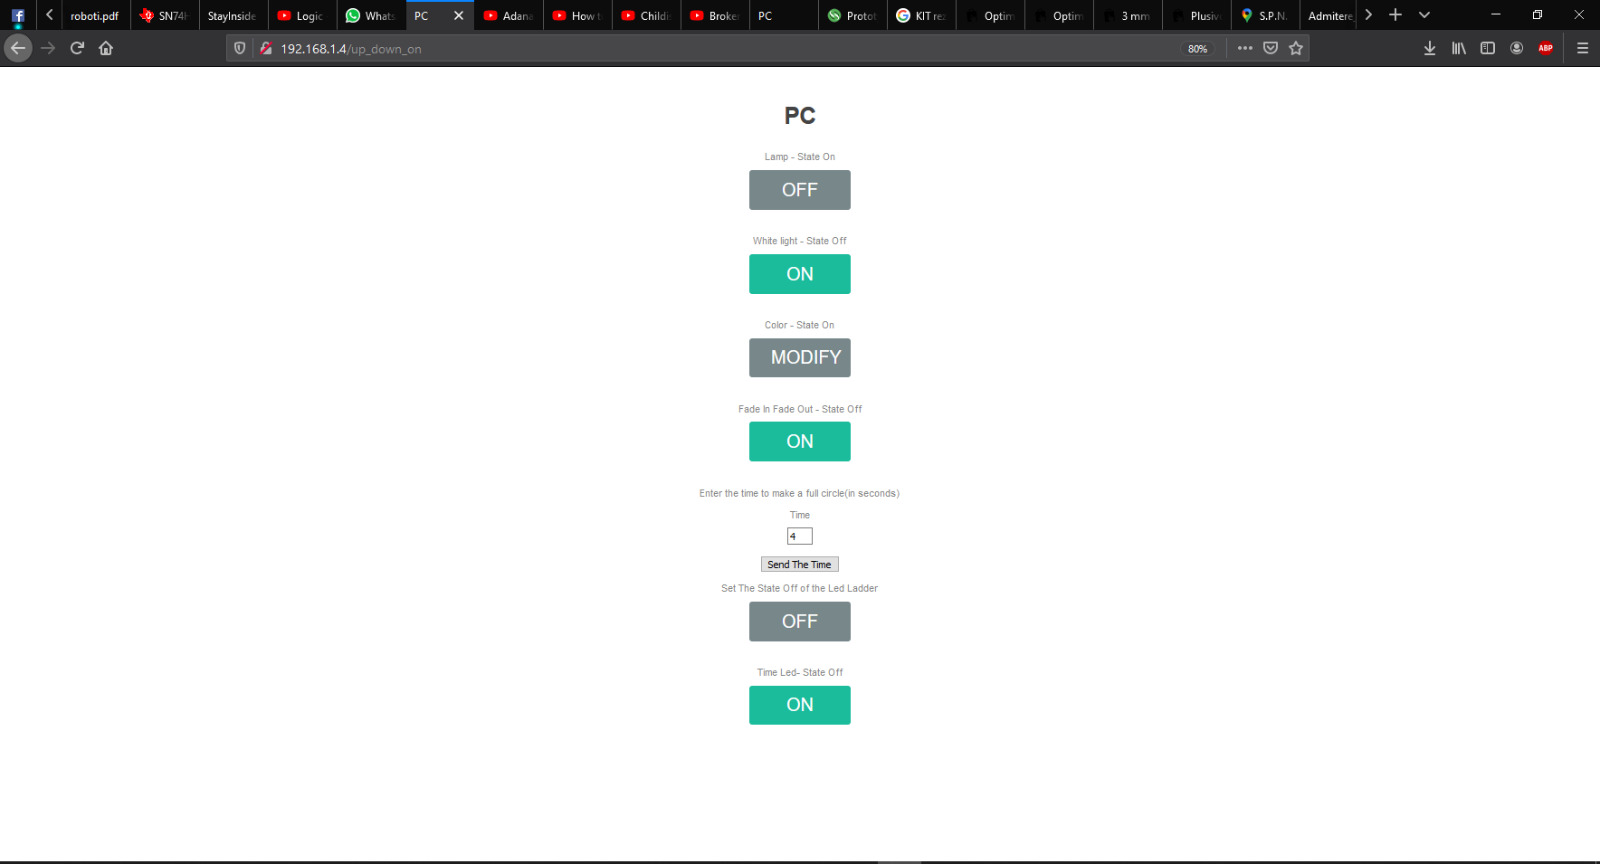 roboti.pdf
SN74H
StayInside
Logic
Whats
PC
Adana
How t
Childi
Broke
PC
Protot
KIT rez
Optim
Optim
3 mm
Plusiv
S.P.N.
Admitere
192.168.1.4/up_down_on
80%
ABP
PC
Lamp - State On
OFF
White light - State Off
ON
Color - State On
MODIFY
Fade In Fade Out - State Off
ON
Enter the time to make a full circle(in seconds)
Time
4
Send The Time
Set The State Off of the Led Ladder
OFF
Time Led- State Off
ON